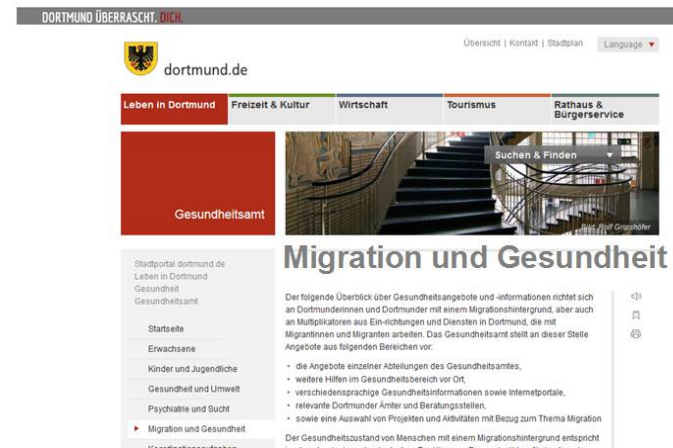 DORTMUND ÜBERRASCHT. DICH.
Übersicht | Kontakt | Stadtplan
Language
dortmund.de
Leben in Dortmund
Freizeit & Kultur
Wirtschaft
Tourismus
Rathaus &
Bürgerservice
Suchen & Finden
Gesundheitsamt
Bild: Rolf Gripshöfer
Migration und Gesundheit
Stadtportal dortmund.de
Leben in Dortmund
Gesundheit
Gesundheitsamt
Startseite
Erwachsene
Kinder und Jugendliche
Gesundheit und Umwelt
Psychiatrie und Sucht
Migration und Gesundheit
Der folgende Überblick über Gesundheitsangebote und -informationen richtet sich
an Dortmunderinnen und Dortmunder mit einem Migrationshintergrund, aber auch
an Multiplikatoren aus Ein-richtungen und Diensten in Dortmund, die mit
Migrantinnen und Migranten arbeiten. Das Gesundheitsamt stellt an dieser Stelle
Angebote aus folgenden Bereichen vor:
- die Angebote einzelner Abteilungen des Gesundheitsamtes,
- weitere Hilfen im Gesundheitsbereich vor Ort,
- verschiedensprachige Gesundheitsinformationen sowie Internetportale,
- relevante Dortmunder Ämter und Beratungsstellen,
- sowie eine Auswahl von Projekten und Aktivitäten mit Bezug zum Thema Migration
Der Gesundheitszustand von Menschen mit einem Migrationshintergrund entspricht